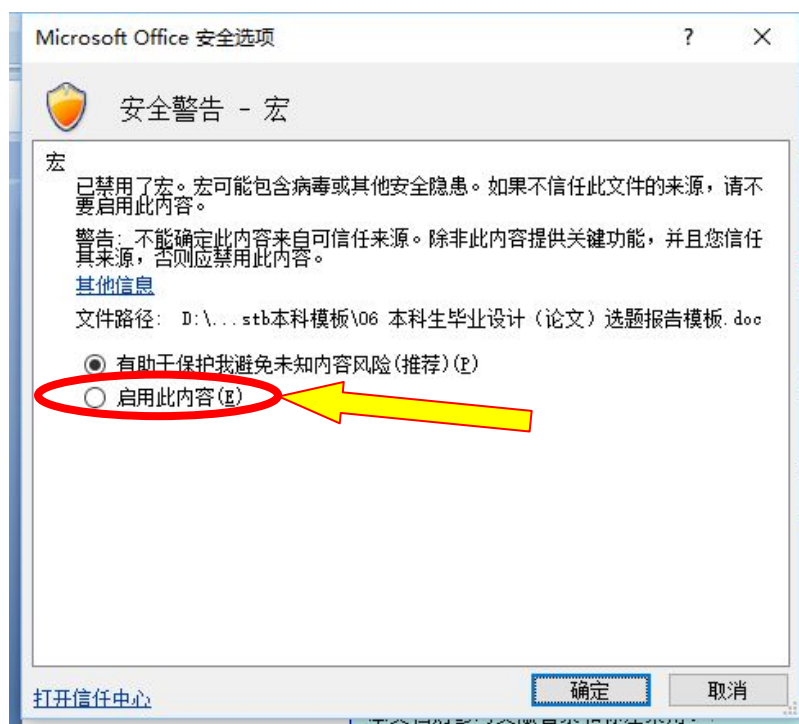 Microsoft Office 安全选项
?
安全警告 - 宏
宏
已禁用了宏。宏可能包含病毒或其他安全隐患。如果不信任此文件的来源，请不
要启用此内容。
警告: 不能确定此内容来自可信任来源。除非此内容提供关键功能，并且您信任
其来源，否则应禁用此内容。
其他信息
文件路径: D:\...stb本科模板\06 本科生毕业设计（论文）选题报告模板.doc
有助于保护我避免未知内容风险(推荐)(P)
启用此内容(E)
打开信任中心
确定
取消